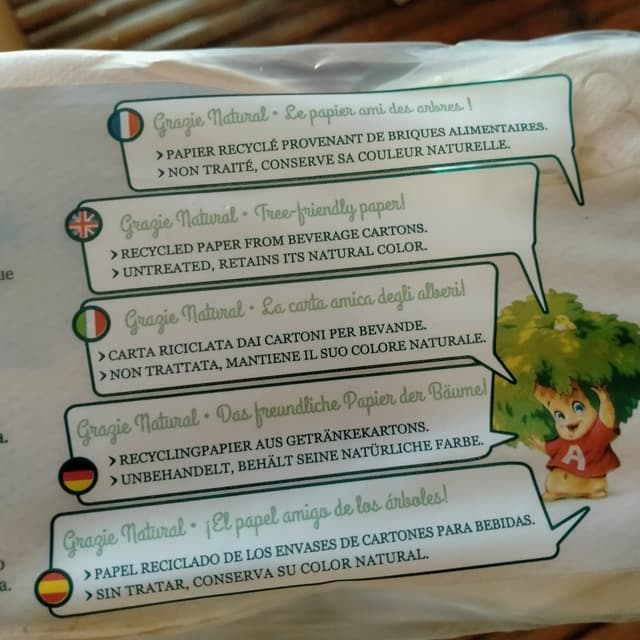 Grazie Natural • Le papier ami des arbres !
› PAPIER RECYCLÉ PROVENANT DE BRIQUES ALIMENTAIRES.
› NON TRAITÉ, CONSERVE SA COULEUR NATURELLE.
Grazie Natural • Tree-friendly paper!
› RECYCLED PAPER FROM BEVERAGE CARTONS.
› UNTREATED, RETAINS ITS NATURAL COLOR.
Grazie Natural • La carta amica degli alberi!
› CARTA RICICLATA DAI CARTONI PER BEVANDE.
› NON TRATTATA, MANTIENE IL SUO COLORE NATURALE.
Grazie Natural • Das freundliche Papier der Bäume!
› RECYCLINGPAPIER AUS GETRÄNKEKARTONS.
› UNBEHANDELT, BEHÄLT SEINE NATÜRLICHE FARBE.
Grazie Natural • ¡El papel amigo de los árboles!
› PAPEL RECICLADO DE LOS ENVASES DE CARTONES PARA BEBIDAS.
› SIN TRATAR, CONSERVA SU COLOR NATURAL.
A